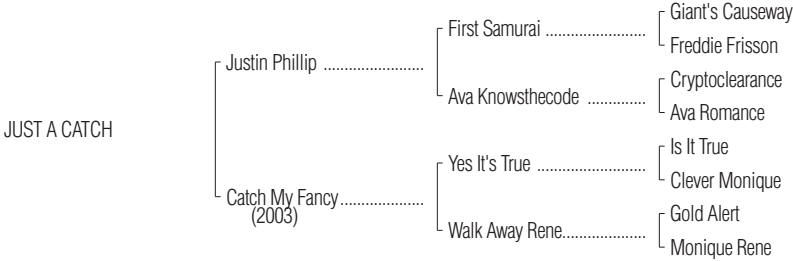 Giant's Causeway
First Samurai .......................
Freddie Frisson
Justin Phillip .......................
Cryptoclearance
Ava Knowsthecode .............
Ava Romance
JUST A CATCH
Is It True
Yes It's True ........................
Clever Monique
Catch My Fancy...................
(2003)
Gold Alert
Walk Away Rene...................
Monique Rene